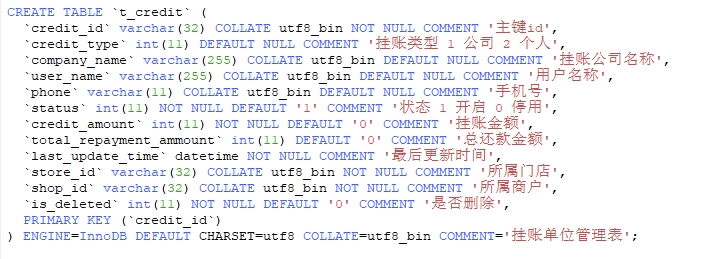 CREATE TABLE `t_credit` (
  `credit_id` varchar(32) COLLATE utf8_bin NOT NULL COMMENT '主键id',
  `credit_type` int(11) DEFAULT NULL COMMENT '挂账类型 1 公司 2 个人',
  `company_name` varchar(255) COLLATE utf8_bin DEFAULT NULL COMMENT '挂账公司名称',
  `user_name` varchar(255) COLLATE utf8_bin DEFAULT NULL COMMENT '用户名称',
  `phone` varchar(11) COLLATE utf8_bin DEFAULT NULL COMMENT '手机号',
  `status` int(11) NOT NULL DEFAULT '1' COMMENT '状态 1 开启 0 停用',
  `credit_amount` int(11) NOT NULL DEFAULT '0' COMMENT '挂账金额',
  `total_repayment_ammount` int(11) DEFAULT '0' COMMENT '总还款金额',
  `last_update_time` datetime NOT NULL COMMENT '最后更新时间',
  `store_id` varchar(32) COLLATE utf8_bin NOT NULL COMMENT '所属门店',
  `shop_id` varchar(32) COLLATE utf8_bin NOT NULL COMMENT '所属商户',
  `is_deleted` int(11) NOT NULL DEFAULT '0' COMMENT '是否删除',
  PRIMARY KEY (`credit_id`)
) ENGINE=InnoDB DEFAULT CHARSET=utf8 COLLATE=utf8_bin COMMENT='挂账单位管理表';